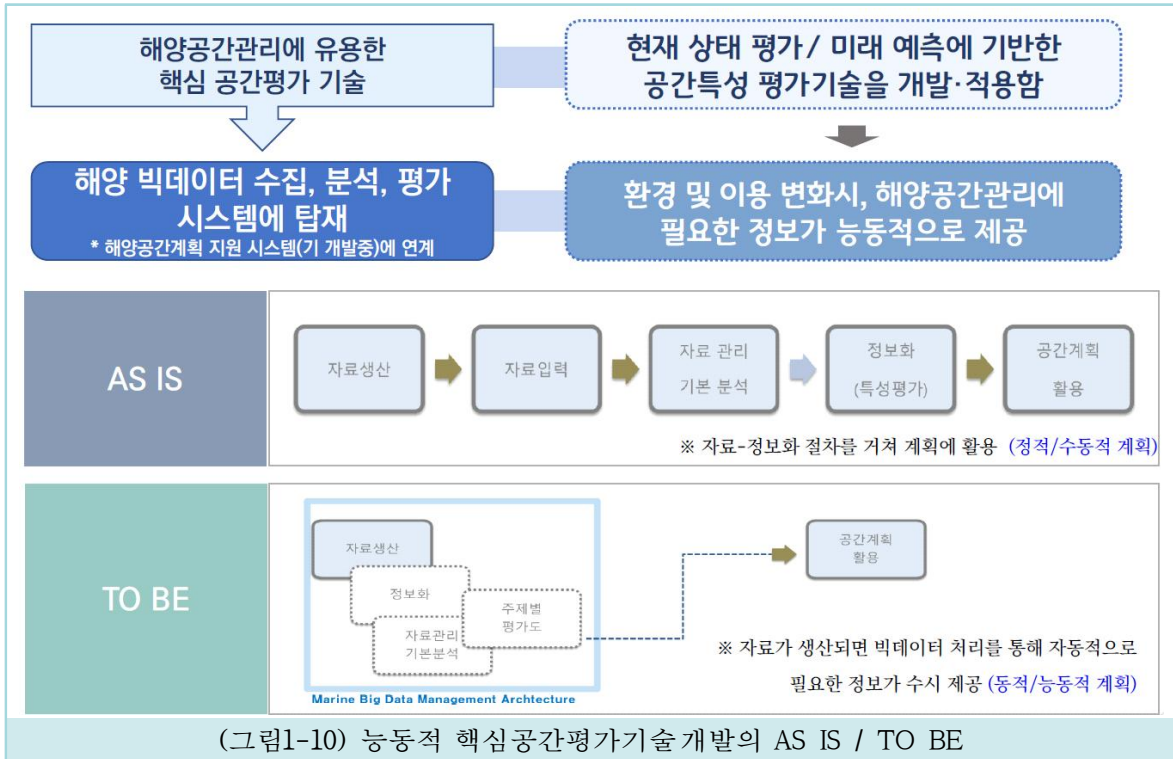 해양공간관리에 유용한
핵심 공간평가 기술
현재 상태 평가/ 미래 예측에 기반한
공간특성 평가기술을 개발·적용함
해양 빅데이터 수집, 분석, 평가
시스템에 탑재
* 해양공간계획 지원 시스템(기 개발중)에 연계
환경 및 이용 변화시, 해양공간관리에
필요한 정보가 능동적으로 제공
AS IS
자료생산
자료입력
자료 관리
기본 분석
정보화
(특성평가)
공간계획
활용
※ 자료-정보화 절차를 거쳐 계획에 활용 (정적/수동적 계획)
TO BE
자료생산
정보화
자료관리
기본분석
주제별
평가도
Marine Big Data Management Archtecture
공간계획
활용
※ 자료가 생산되면 빅데이터 처리를 통해 자동적으로
필요한 정보가 수시 제공 (동적/능동적 계획)
(그림1-10) 능동적 핵심공간평가기술개발의 AS IS / TO BE